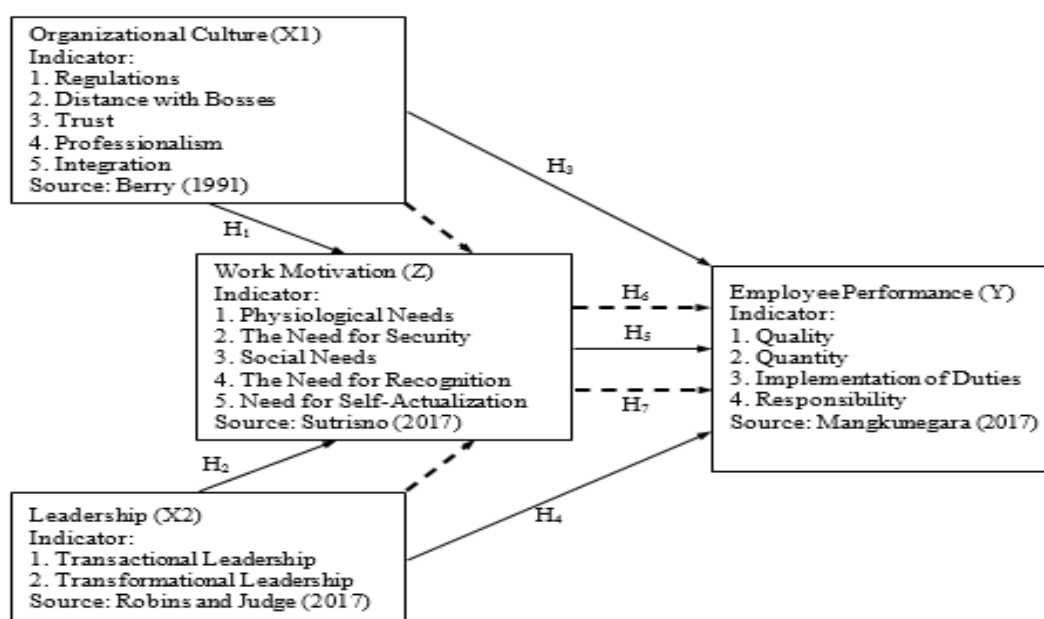 Organizational Culture (X1)
Indicator:
1. Regulations
2. Distance with Bosses
3. Trust
4. Professionalism
5. Integration
Source: Berry (1991)
H₃
H₁
Work Motivation (Z)
Indicator:
1. Physiological Needs
2. The Need for Security
3. Social Needs
4. The Need for Recognition
5. Need for Self-Actualization
Source: Sutrisno (2017)
H₆
H₅
H₇
Employee Performance (Y)
Indicator:
1. Quality
2. Quantity
3. Implementation of Duties
4. Responsibility
Source: Mangkunegara (2017)
H₂
H₄
Leadership (X2)
Indicator:
1. Transactional Leadership
2. Transformational Leadership
Source: Robins and Judge (2017)